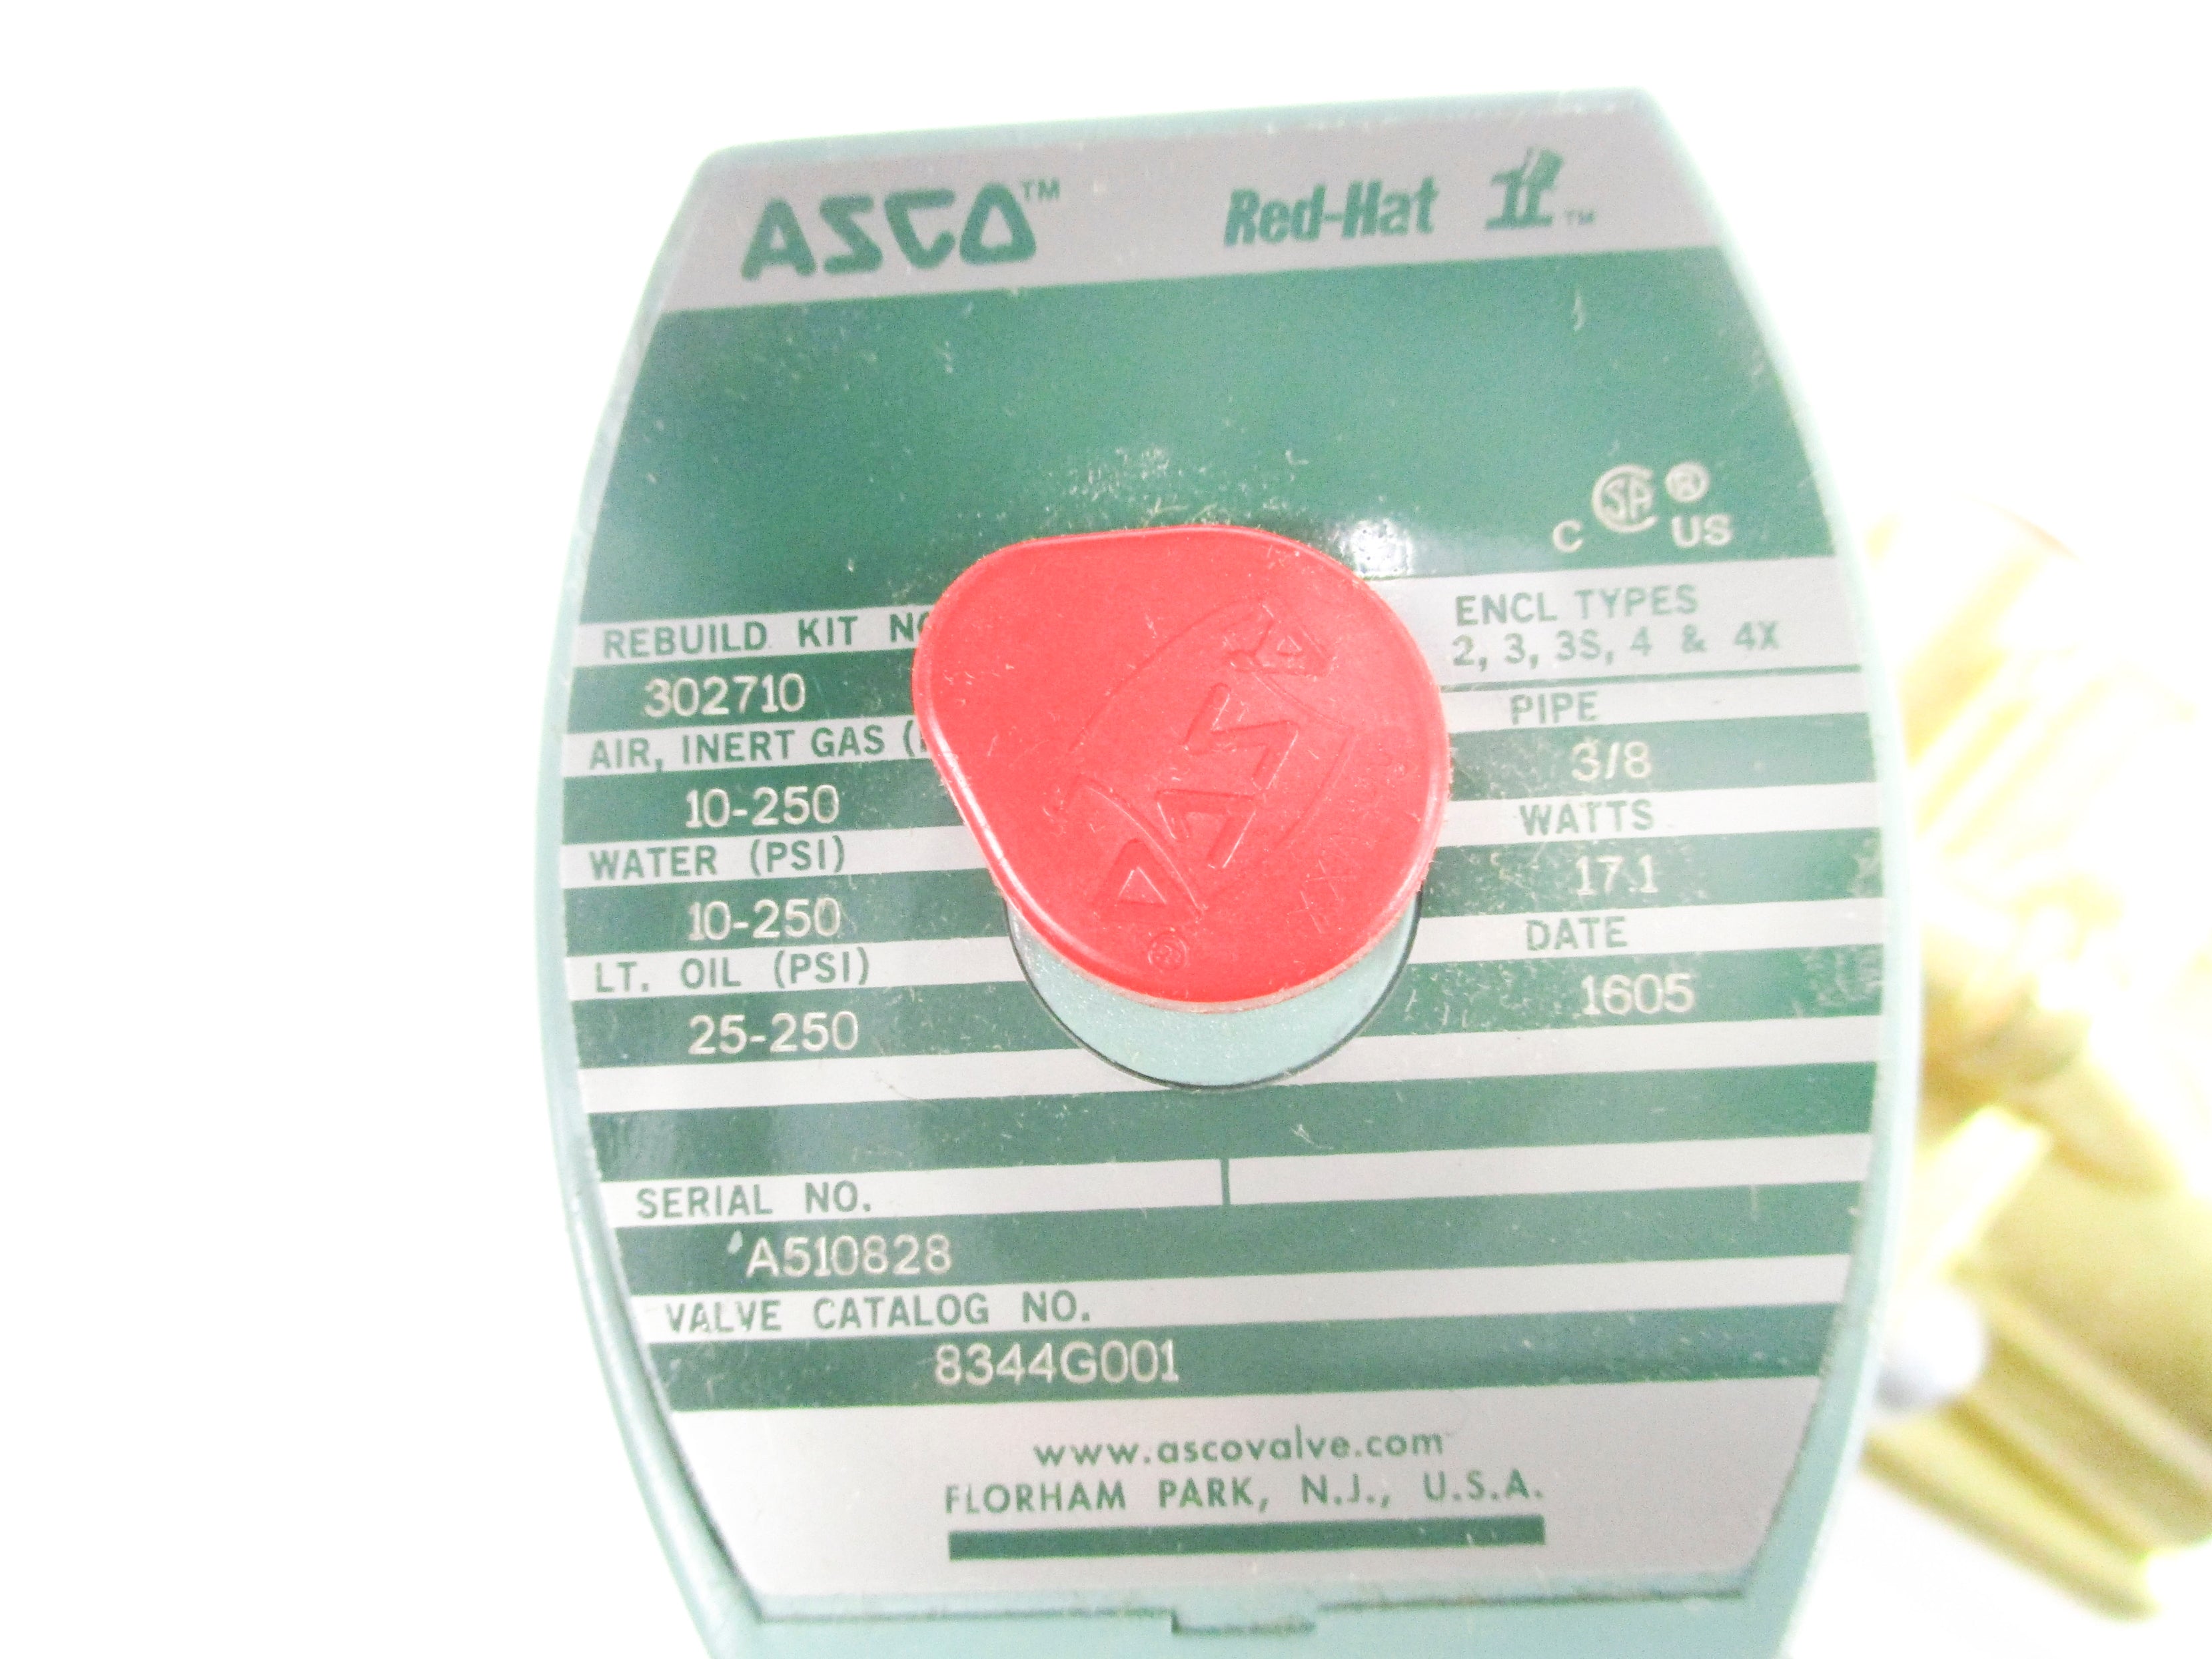 ASCO™ Red-Hat II™
C SA ® US
REBUILD KIT NO
302710
AIR, INERT GAS (
10-250
WATER (PSI)
10-250
LT. OIL (PSI)
25-250
ENCL TYPES
2, 3, 3S, 4 & 4X
PIPE
3/8
WATTS
17.1
DATE
1605
ASCO
®
SERIAL NO.
A510828
VALVE CATALOG NO.
8344G001
www.ascovalve.com
FLORHAM PARK, N.J., U.S.A.